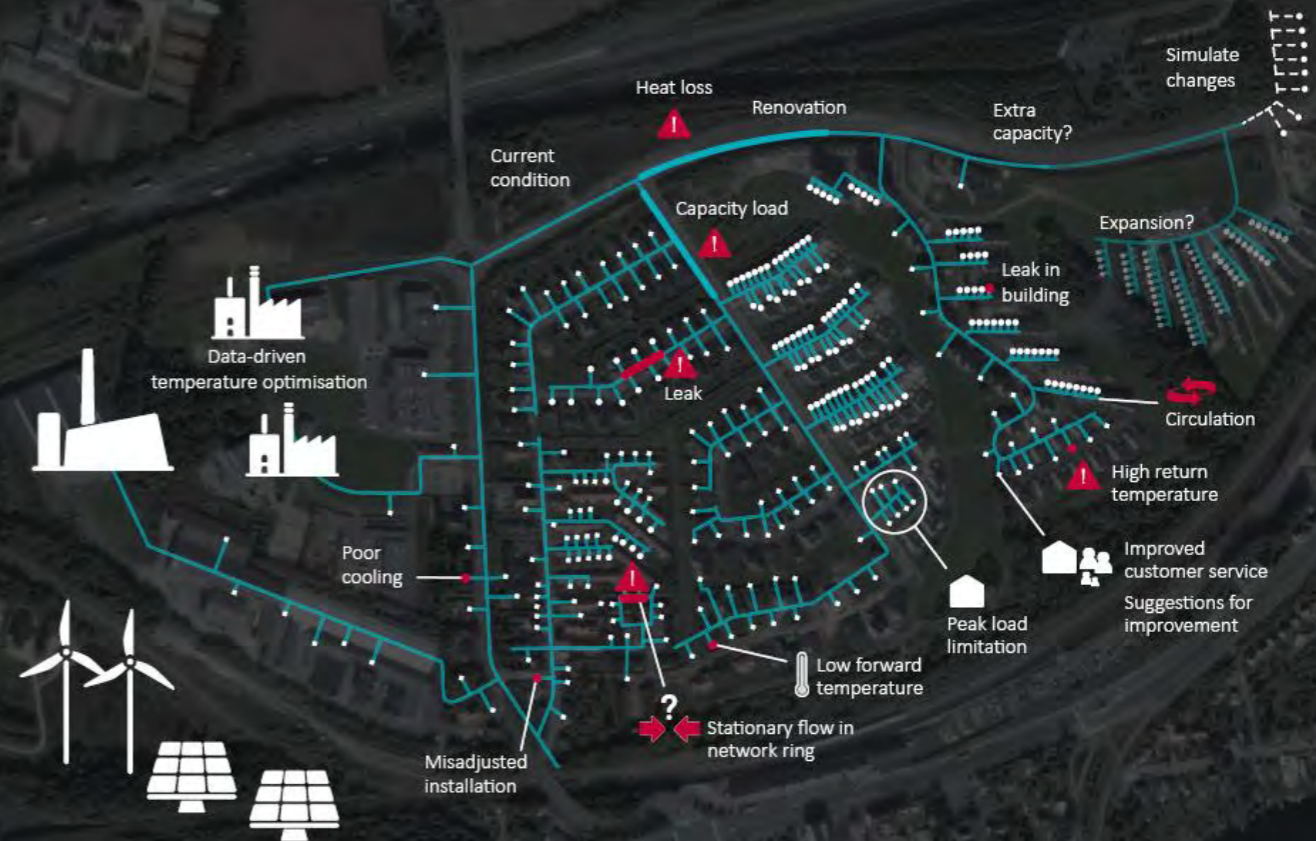 Simulate
changes
Heat loss
Renovation
Extra
capacity?
Current
condition
Capacity load
Expansion?
Leak in
building
Data-driven
temperature optimisation
Leak
Circulation
High return
temperature
Poor
cooling
Improved
customer service
Suggestions for
improvement
Peak load
limitation
Low forward
temperature
?
Stationary flow in
network ring
Misadjusted
installation